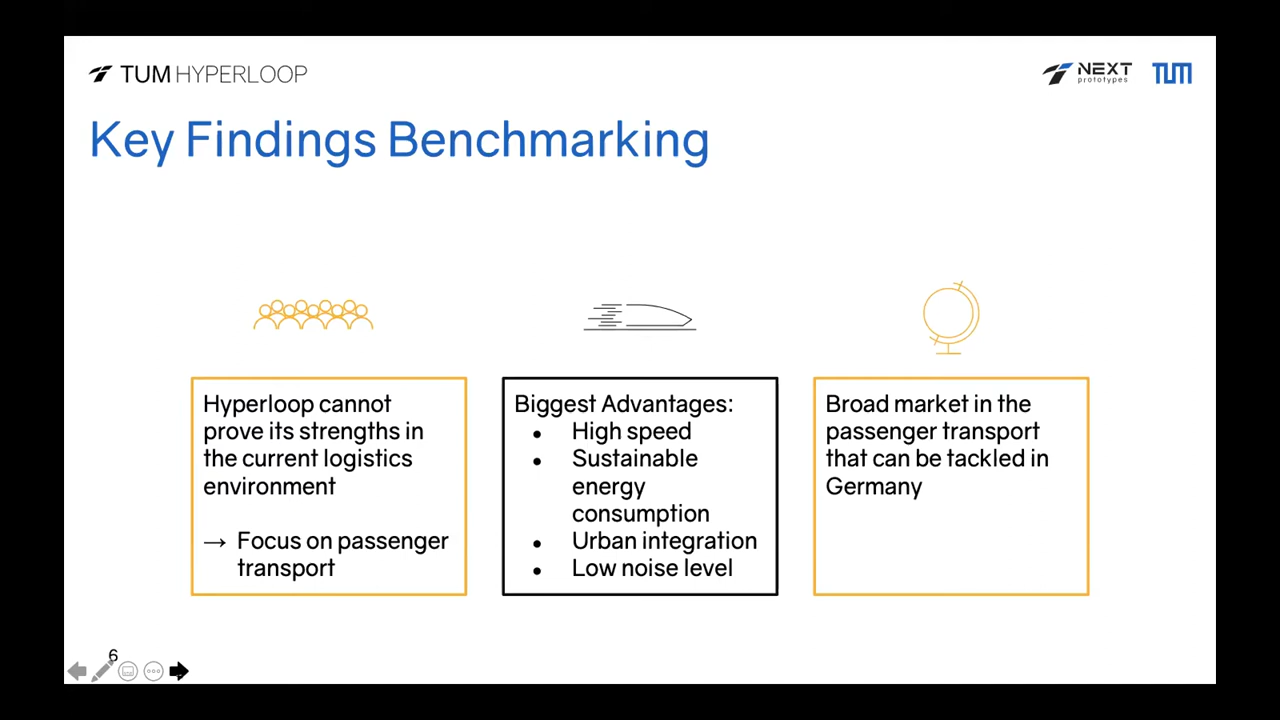 TUM HYPERLOOP
NEXT
prototypes
TUM
Key Findings Benchmarking
Hyperloop cannot
prove its strengths in
the current logistics
environment
→ Focus on passenger
transport
Biggest Advantages:
• High speed
• Sustainable
energy
consumption
• Urban integration
• Low noise level
Broad market in the
passenger transport
that can be tackled in
Germany
6